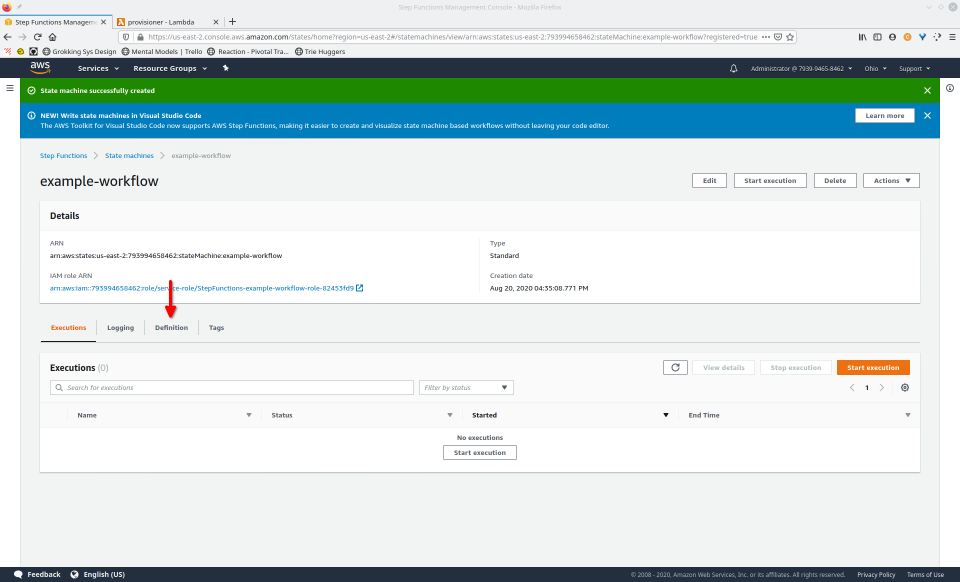 Step Functions Management Console - Mozilla Firefox
Step Functions Managemen
provisioner - Lambda
https://us-east-2.console.aws.amazon.com/states/home?region=us-east-2#/statemachines/view/arn:aws:states:us-east-2:793994658462:stateMachine:example-workflow?registered=true
Grokking Sys Design
Mental Models | Trello
Reaction - Pivotal Tra...
Trie Huggers
aws
Services
Resource Groups
Administrator @ 7939-9465-8462
Ohio
Support
State machine successfully created
NEW! Write state machines in Visual Studio Code
The AWS Toolkit for Visual Studio Code now supports AWS Step Functions, making it easier to create and visualize state machine based workflows without leaving your code editor.
Learn more
Step Functions
State machines
example-workflow
example-workflow
Edit
Start execution
Delete
Actions
Details
ARN
arn:aws:states:us-east-2:793994658462:stateMachine:example-workflow
Type
Standard
IAM role ARN
arn:aws:iam::793994658462:role/service-role/StepFunctions-example-workflow-role-82455fd9
Creation date
Aug 20, 2020 04:35:08.771 PM
Executions
Logging
Definition
Tags
Executions (0)
View details
Stop execution
Start execution
Search for executions
Filter by status
1
Name
Status
Started
End Time
No executions
Start execution
Feedback
English (US)
© 2008 - 2020, Amazon Web Services, Inc. or its affiliates. All rights reserved.
Privacy Policy
Terms of Use